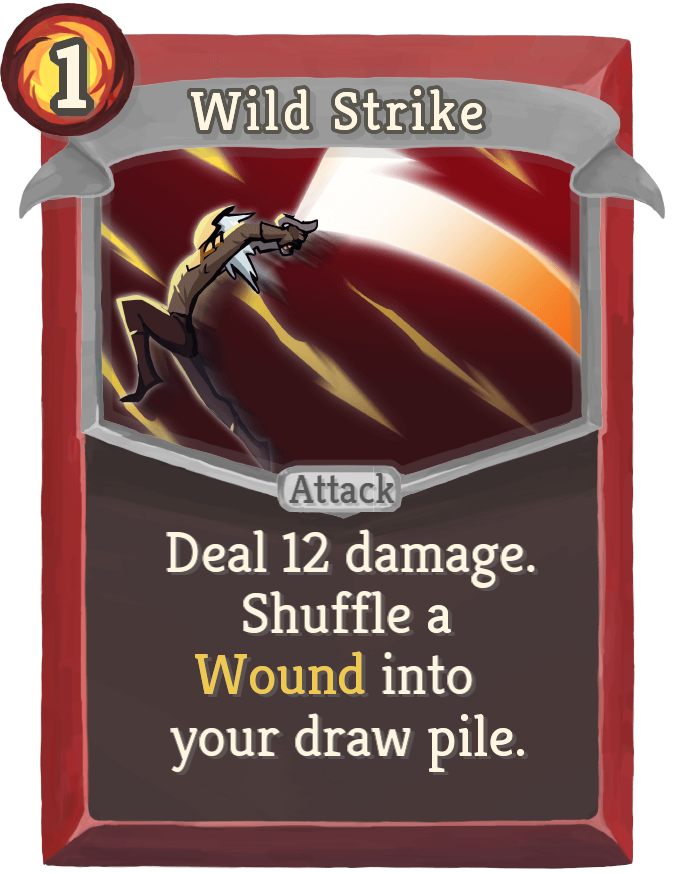 1
Wild Strike
Attack
Deal 12 damage.
Shuffle a
Wound into
your draw pile.